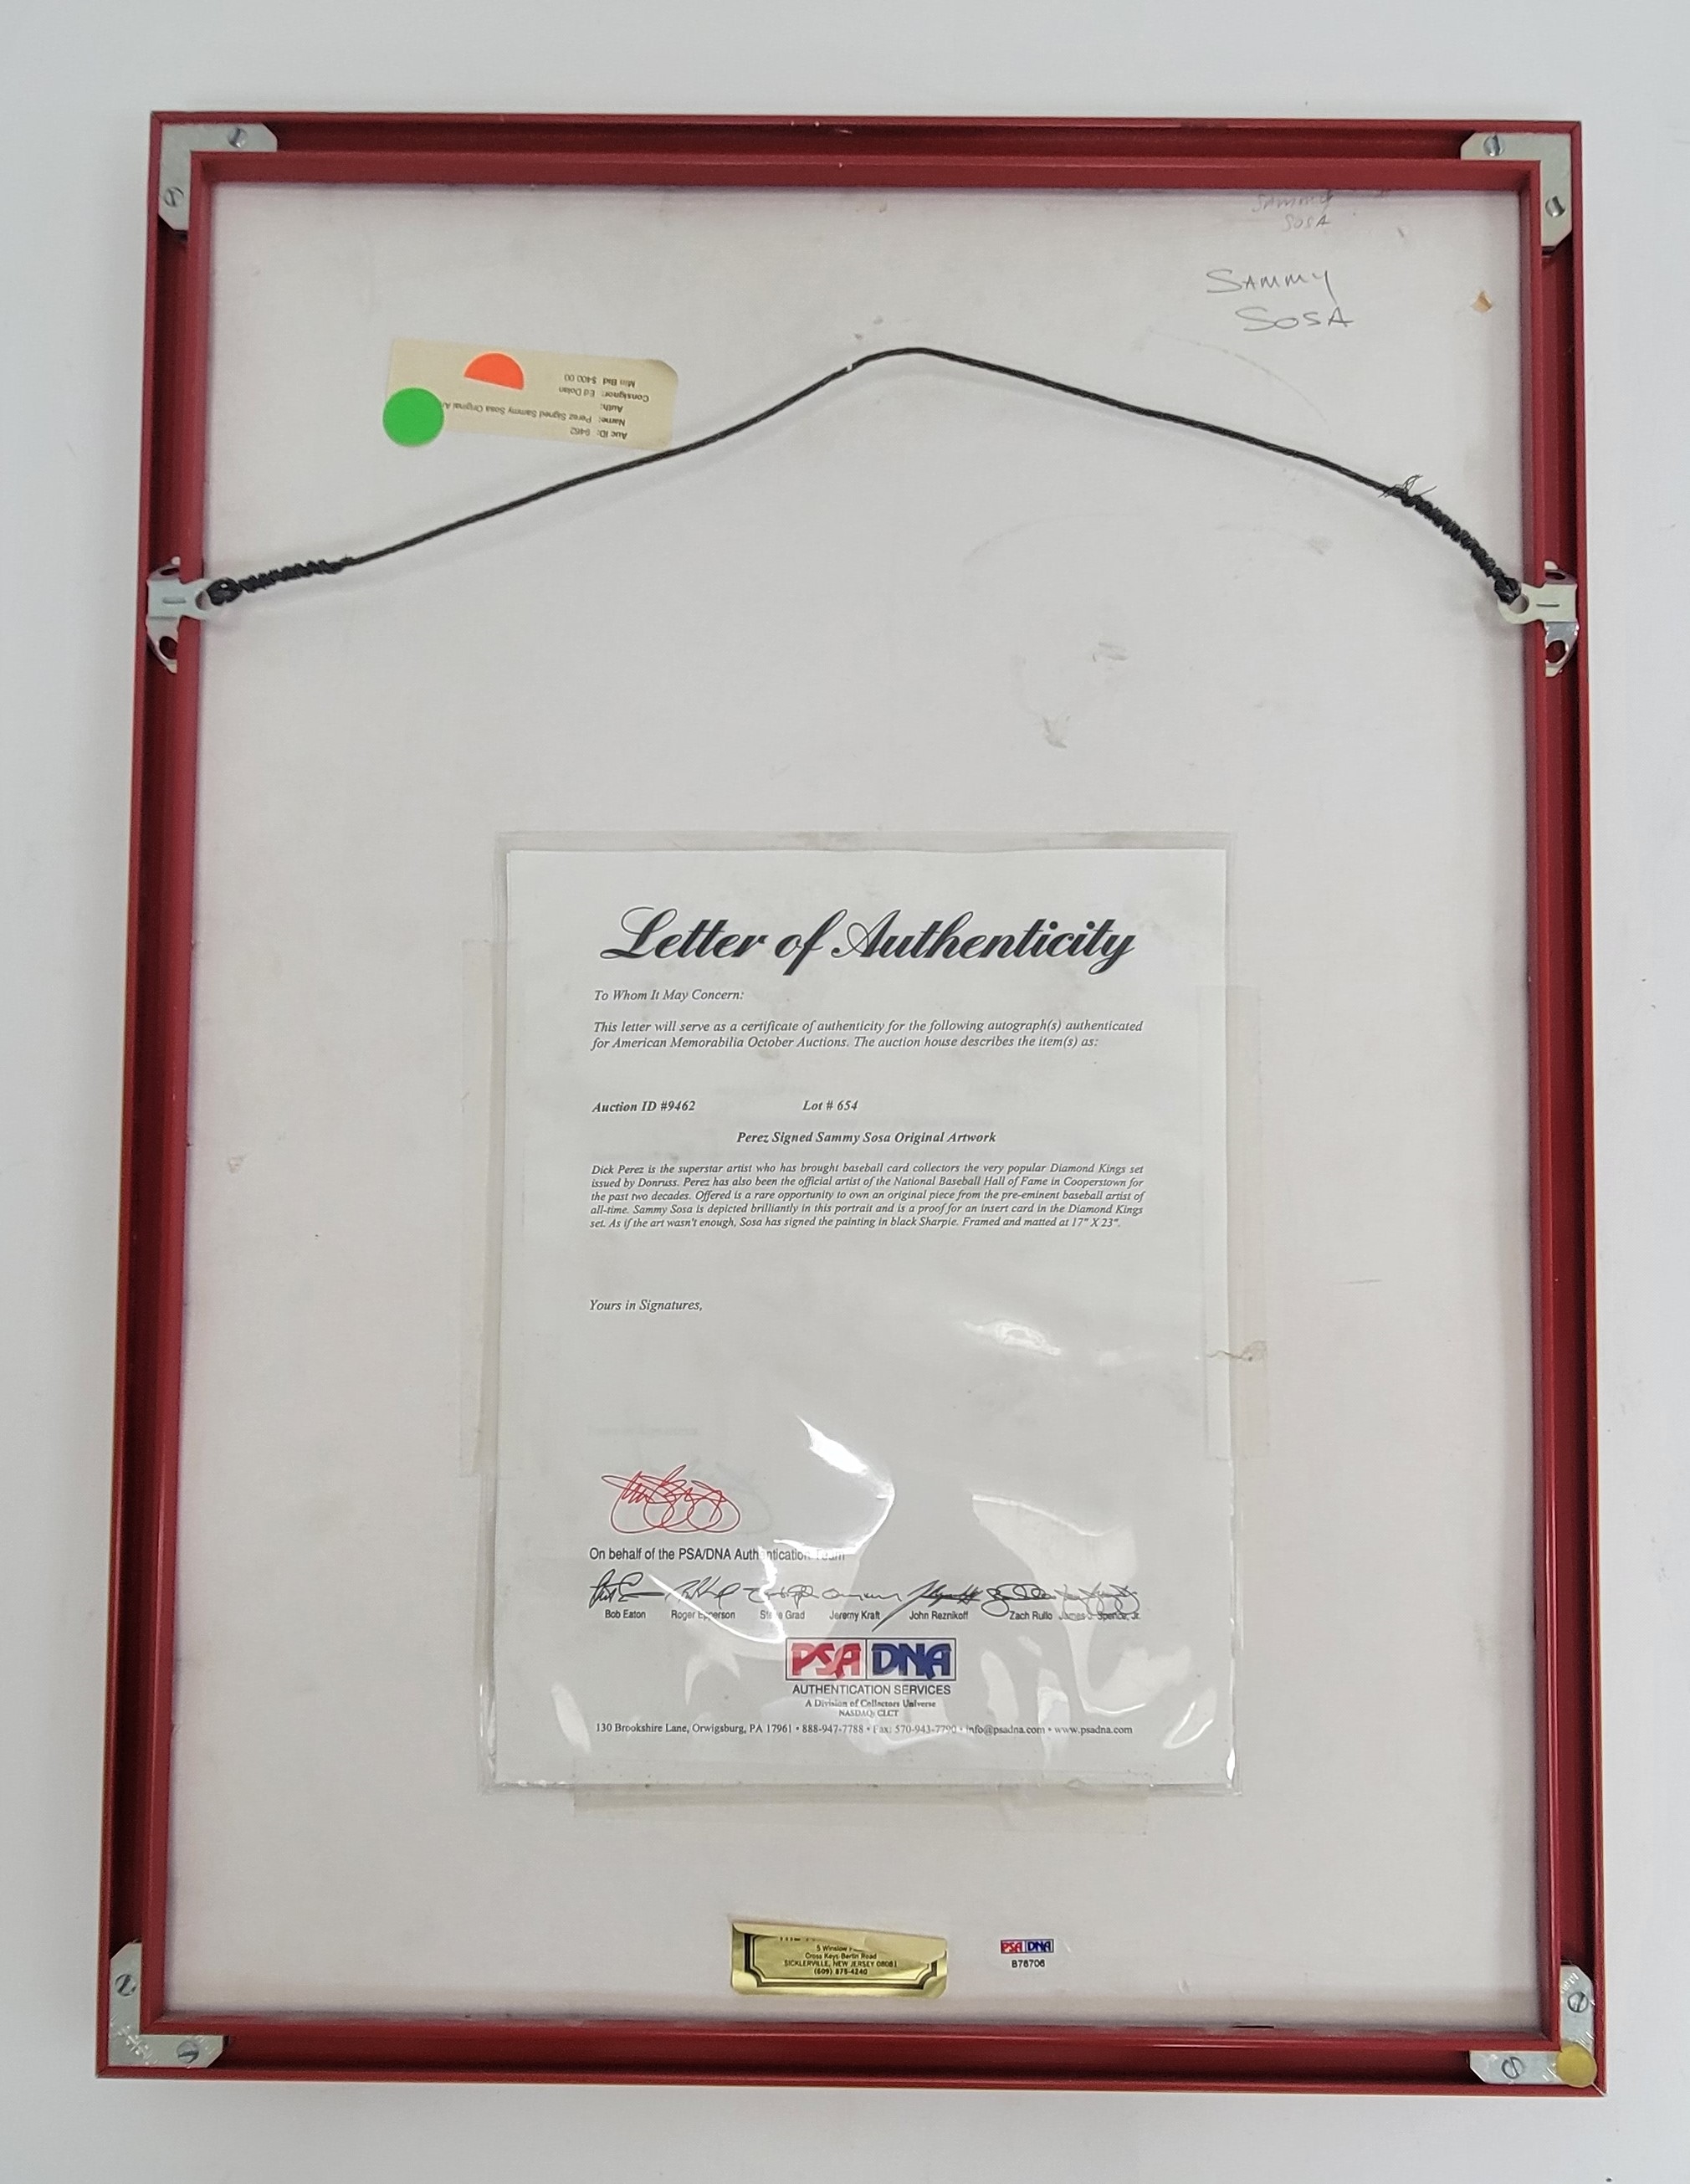 SAMMY
SOSA
SAMMY
SOSA
Auc ID: 9462
Name: Perez Signed Sammy Sosa Original Ar
Auth:
Consignor: Ed Dolan
Min Bid $400.00
Letter of Authenticity
To Whom It May Concern:
This letter will serve as a certificate of authenticity for the following autograph(s) authenticated
for American Memorabilia October Auctions. The auction house describes the item(s) as:
Auction ID #9462 Lot # 654
Perez Signed Sammy Sosa Original Artwork
Dick Perez is the superstar artist who has brought baseball card collectors the very popular Diamond Kings set
issued by Donruss. Perez has also been the official artist of the National Baseball Hall of Fame in Cooperstown for
the past two decades. Offered is a rare opportunity to own an original piece from the pre-eminent baseball artist of
all-time. Sammy Sosa is depicted brilliantly in this portrait and is a proof for an insert card in the Diamond Kings
set. As if the art wasn't enough, Sosa has signed the painting in black Sharpie. Framed and matted at 17" X 23".
Yours in Signatures,
On behalf of the PSA/DNA Authentication Team
Bob Eaton Roger Epperson Steve Grad Jeremy Kraft John Reznikoff Zach Rullo James J. Spence, Jr.
PSA DNA
AUTHENTICATION SERVICES
A Division of Collectors Universe
NASDAQ: CLCT
130 Brookshire Lane, Orwigsburg, PA 17961 • 888-947-7788 • Fax: 570-943-7790 • info@psadna.com • www.psadna.com
5 Winslow
Cross Keys-Berlin Road
SICKLERVILLE, NEW JERSEY 08081
(609) 875-4240
PSA DNA
B76706